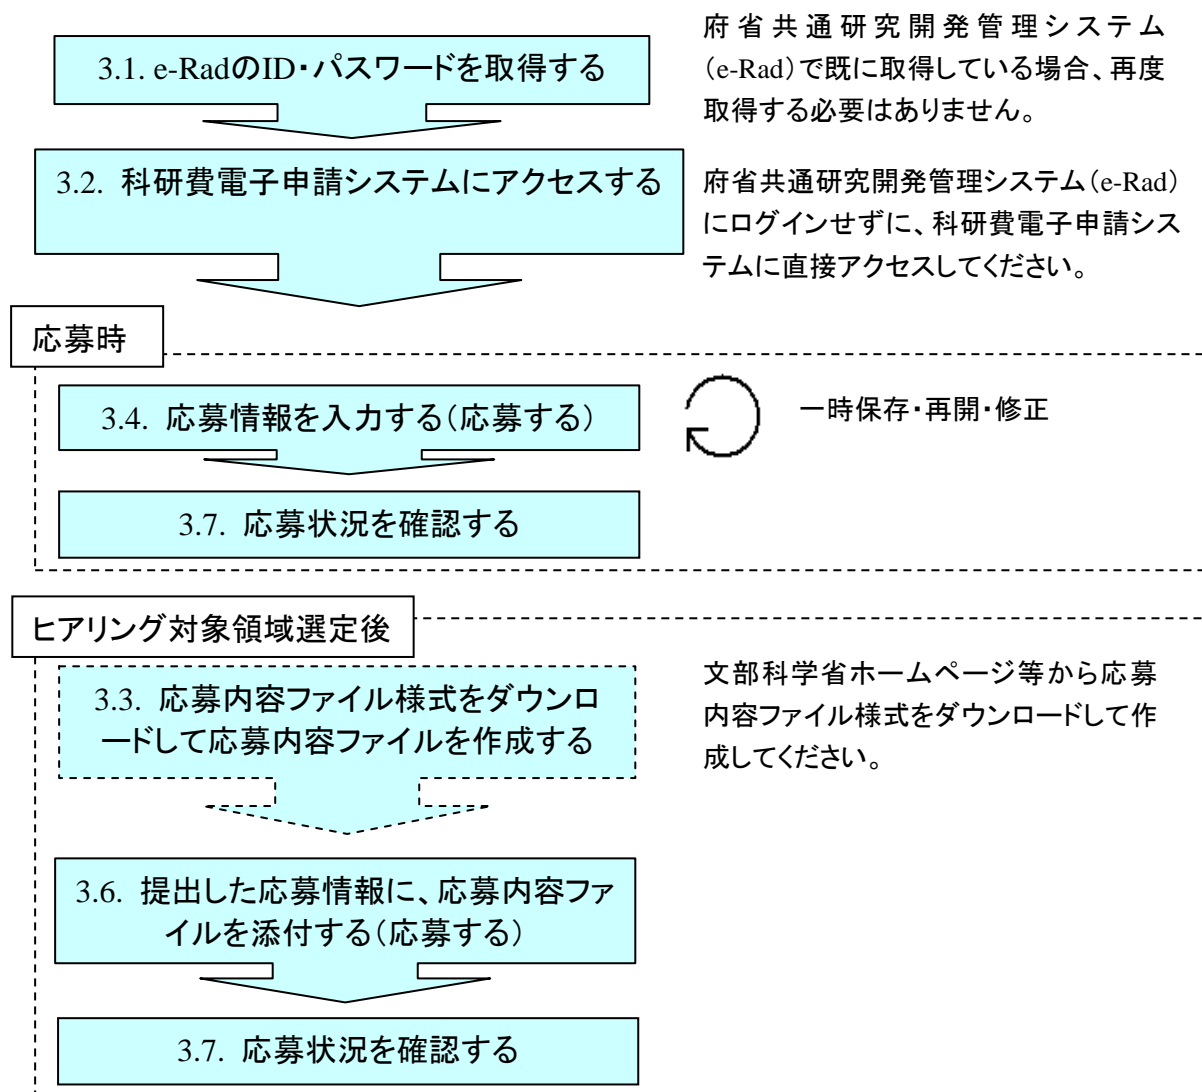 3.1. e-RadのID・パスワードを取得する
府省共通研究開発管理システム
（e-Rad）で既に取得している場合、再度
取得する必要はありません。
3.2. 科研費電子申請システムにアクセスする
府省共通研究開発管理システム（e-Rad）
にログインせずに、科研費電子申請シス
テムに直接アクセスしてください。
応募時
3.4. 応募情報を入力する（応募する）
一時保存・再開・修正
3.7. 応募状況を確認する
ヒアリング対象領域選定後
3.3. 応募内容ファイル様式をダウンロ
ードして応募内容ファイルを作成する
文部科学省ホームページ等から応募
内容ファイル様式をダウンロードして作
成してください。
3.6. 提出した応募情報に、応募内容ファ
イルを添付する（応募する）
3.7. 応募状況を確認する